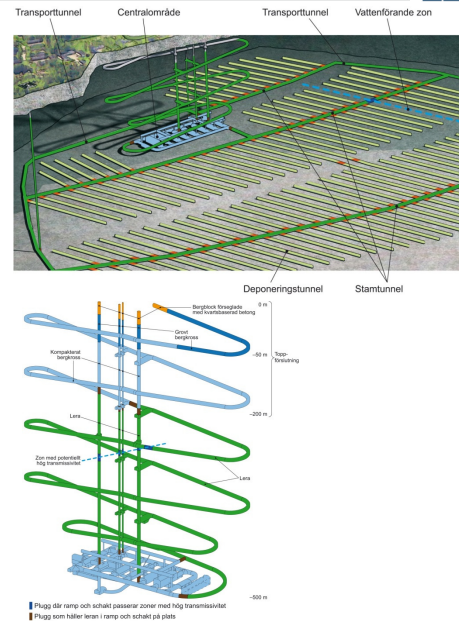 Transporttunnel
Centralområde
Transporttunnel
Vattenförande zon
Deponeringstunnel
Stamtunnel
Bergblock förseglade
med kvartsbaserad betong
0 m
Grovt
bergkross
–50 m
Kompakterat
bergkross
Topp-
förslutning
–200 m
Lera
Zon med potentiellt
hög transmissivitet
Lera
–500 m
Plugg där ramp och schakt passerar zoner med hög transmissivitet
Plugg som håller leran i ramp och schakt på plats